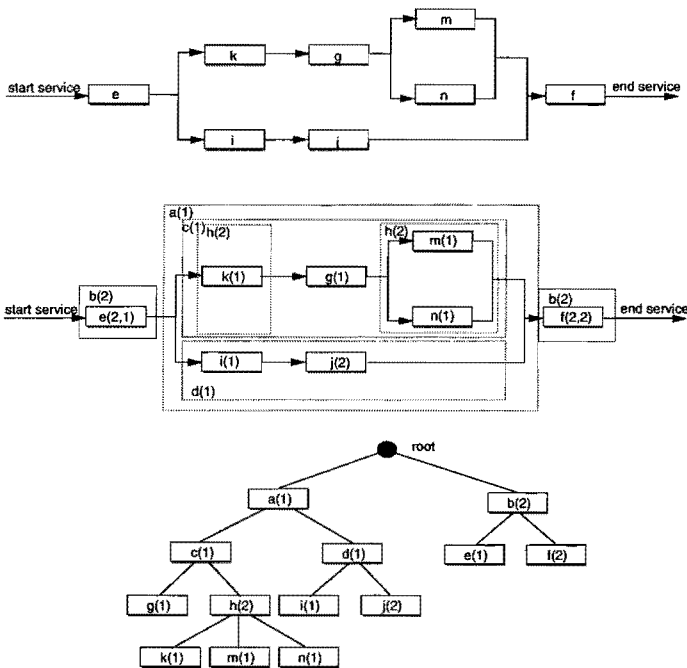 m
k
g
start service
end service
e
n
f
i
j
a(1)
c(1)
h(2)
h(2)
m(1)
k(1)
g(1)
b(2)
b(2)
start service
end service
e(2,1)
n(1)
f(2,2)
i(1)
j(2)
d(1)
root
a(1)
b(2)
c(1)
d(1)
e(1)
f(2)
g(1)
h(2)
i(1)
j(2)
k(1)
m(1)
n(1)